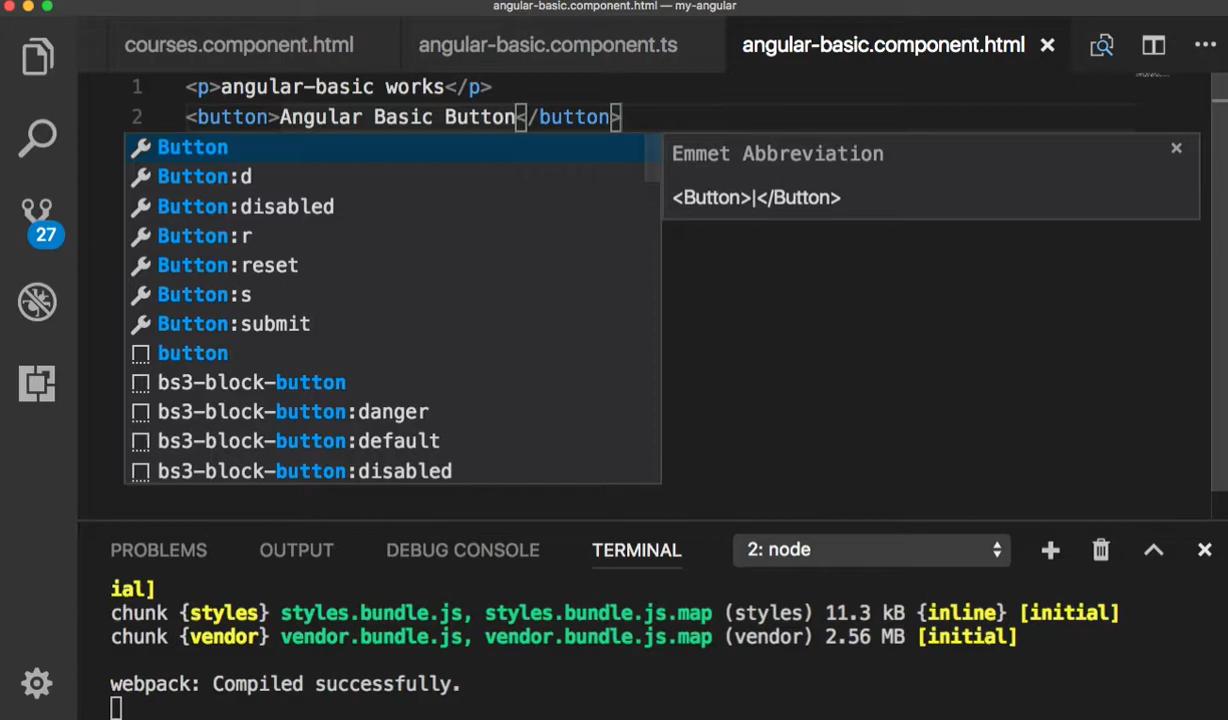 angular-basic.component.html — my-angular
courses.component.html
angular-basic.component.ts
angular-basic.component.html
1 <p>angular-basic works</p>
2 <button>Angular Basic Button</button>
Button
Button:d
Button:disabled
Button:r
Button:reset
Button:s
Button:submit
button
bs3-block-button
bs3-block-button:danger
bs3-block-button:default
bs3-block-button:disabled
Emmet Abbreviation
<Button>|</Button>
27
PROBLEMS OUTPUT DEBUG CONSOLE TERMINAL 2: node
ial]
chunk {styles} styles.bundle.js, styles.bundle.js.map (styles) 11.3 kB {inline} [initial]
chunk {vendor} vendor.bundle.js, vendor.bundle.js.map (vendor) 2.56 MB [initial]
webpack: Compiled successfully.